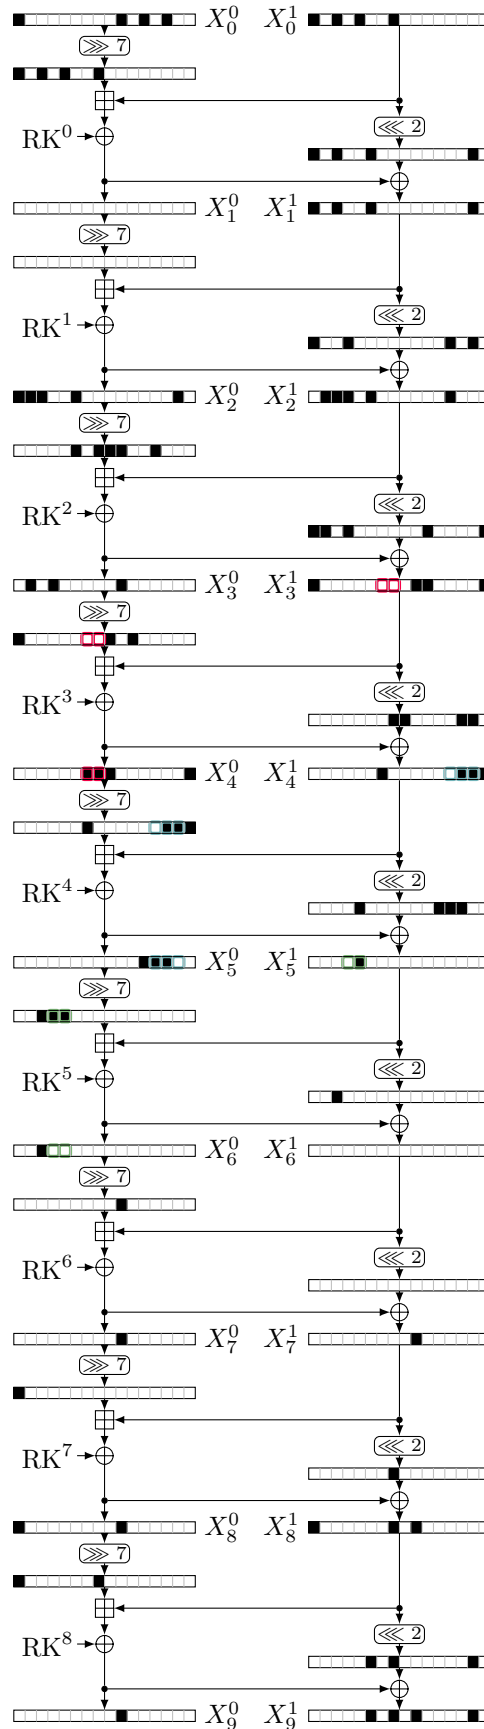 X_0^0 X_0^1
⋙ 7
RK^0
⋘ 2
X_1^0 X_1^1
⋙ 7
RK^1
⋘ 2
X_2^0 X_2^1
⋙ 7
RK^2
⋘ 2
X_3^0 X_3^1
⋙ 7
RK^3
⋘ 2
X_4^0 X_4^1
⋙ 7
RK^4
⋘ 2
X_5^0 X_5^1
⋙ 7
RK^5
⋘ 2
X_6^0 X_6^1
⋙ 7
RK^6
⋘ 2
X_7^0 X_7^1
⋙ 7
RK^7
⋘ 2
X_8^0 X_8^1
⋙ 7
RK^8
⋘ 2
X_9^0 X_9^1